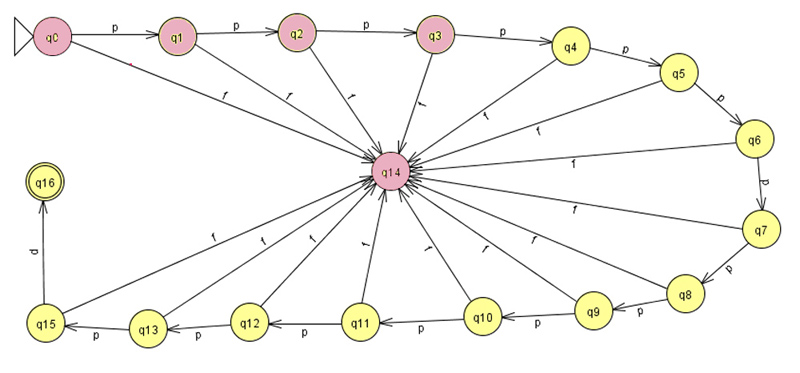 q0 p q1 p q2 p q3 p q4 p q5
p q6
f f f f f f
q14
f
p
q16
f
q7
p
f f f f f f f f
p
q8
p
q15 p q13 p q12 p q11 p q10 p q9